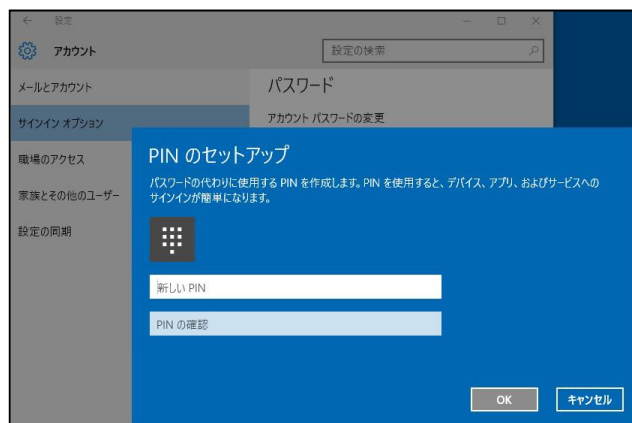 ← 設定
アカウント
設定の検索
メールとアカウント
サインイン オプション
職場のアクセス
家族とその他のユーザー
設定の同期
パスワード
アカウント パスワードの変更
PIN のセットアップ
パスワードの代わりに使用する PIN を作成します。PIN を使用すると、デバイス、アプリ、およびサービスへの
サインインが簡単になります。
新しい PIN
PIN の確認
OK
キャンセル